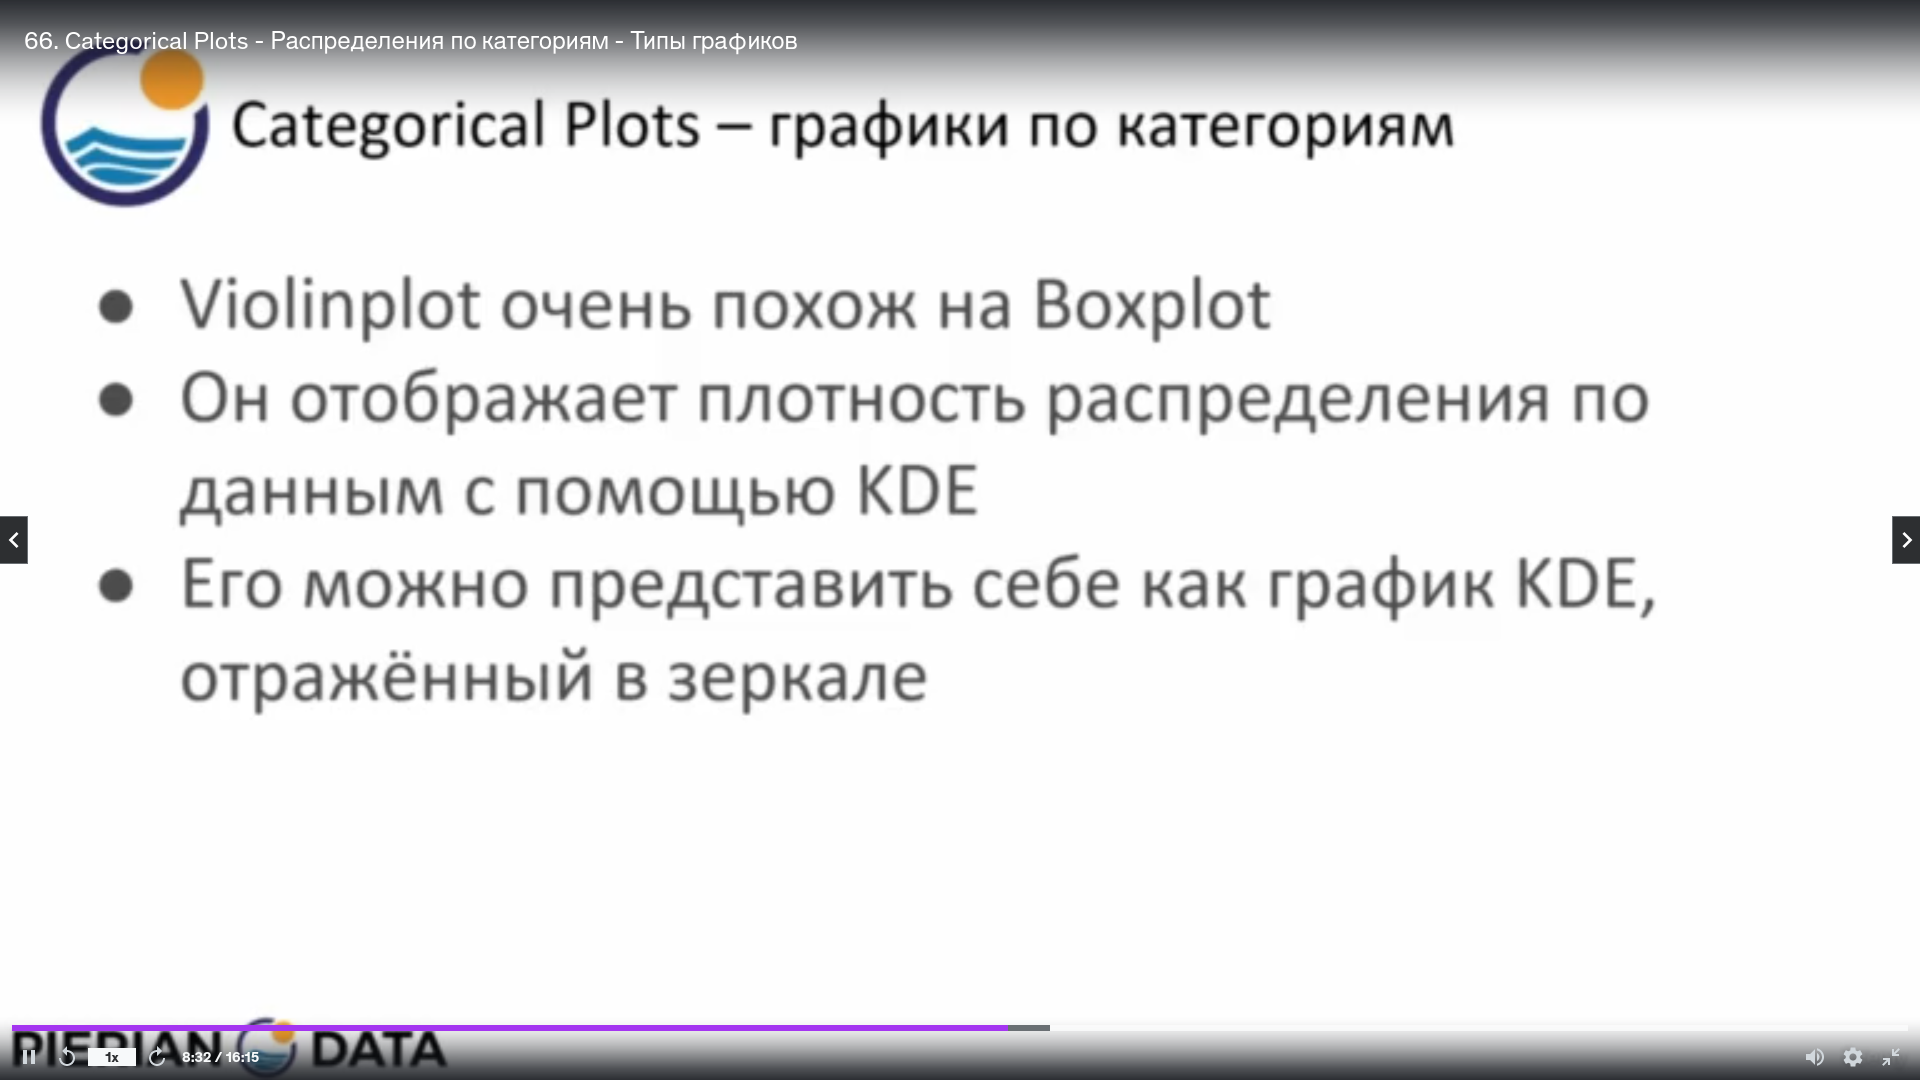 66. Categorical Plots - Распределения по категориям - Типы графиков
Categorical Plots – графики по категориям
● Violinplot очень похож на Boxplot
● Он отображает плотность распределения по
данным с помощью KDE
● Его можно представить себе как график KDE,
отражённый в зеркале
PIERIAN DATA
1x 8:32 / 16:15